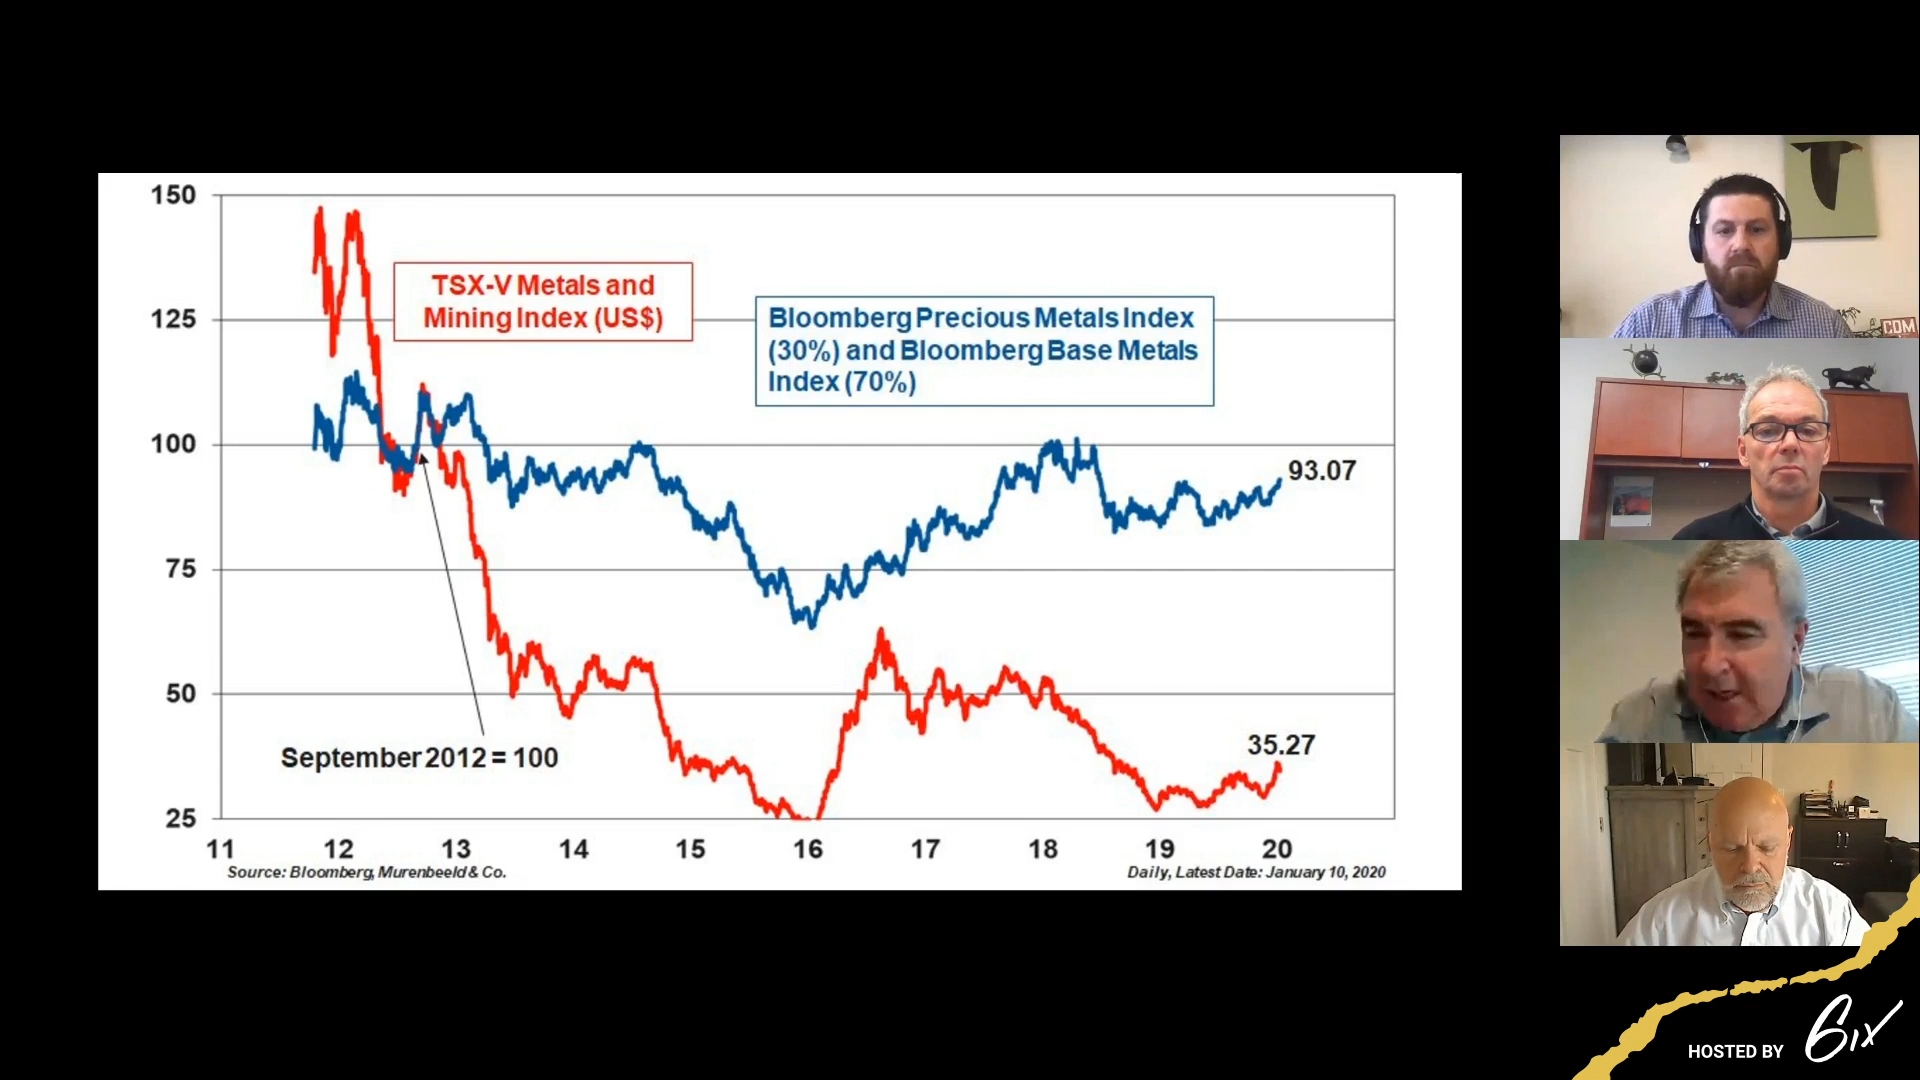 150
125
100
75
50
25
TSX-V Metals and
Mining Index (US$)
Bloomberg Precious Metals Index
(30%) and Bloomberg Base Metals
Index (70%)
93.07
35.27
September 2012 = 100
11 12 13 14 15 16 17 18 19 20
Source: Bloomberg, Murenbeeld & Co.
Daily, Latest Date: January 10, 2020
CDM
HOSTED BY 6ix